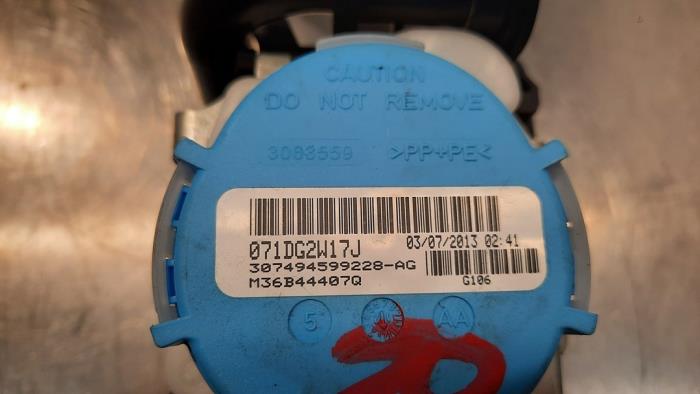 CAUTION
DO NOT REMOVE
3083559 >PP+PE<
071DG2W17J 03/07/2013 02:41
307494599228-AG
M36B44407Q G106
5 AA